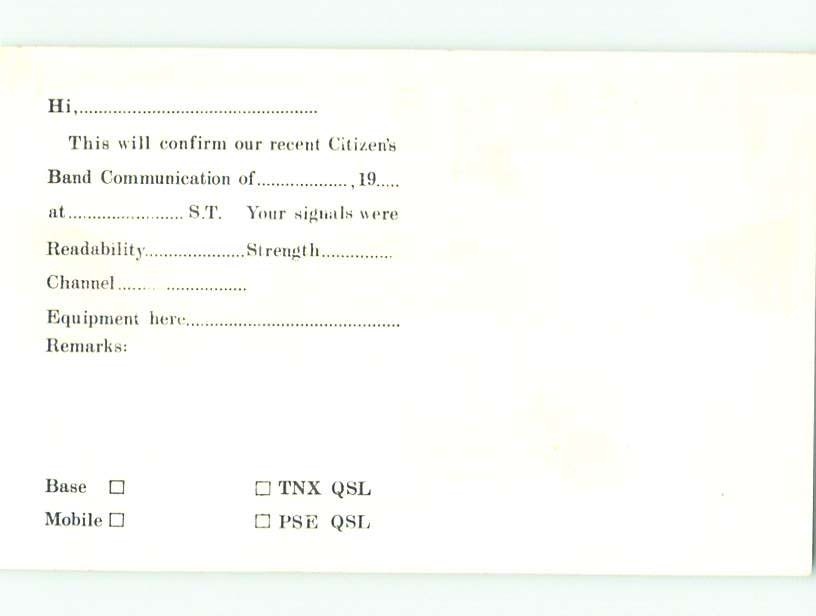 Hi,................................................
This will confirm our recent Citizen's
Band Communication of...................,19.....
at........................ S.T. Your signals were
Readability.....................Strength...............
Channel........ .................
Equipment here.............................................
Remarks:
Base □ □ TNX QSL
Mobile □ □ PSE QSL